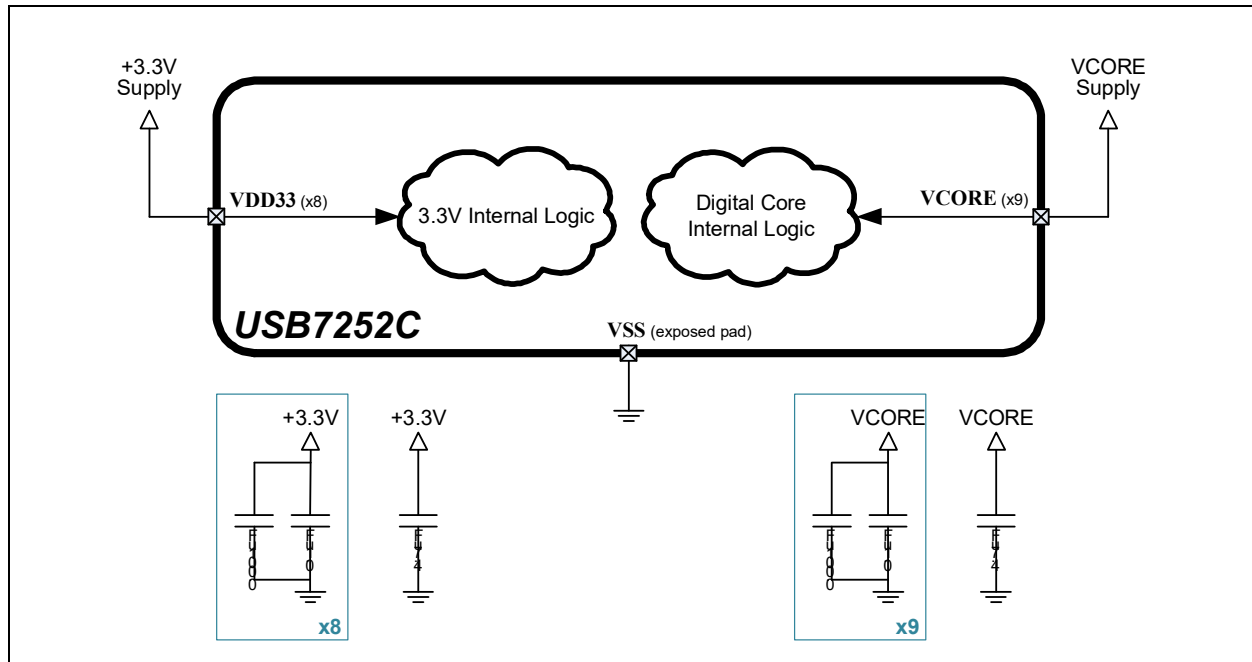 +3.3V
Supply
VCORE
Supply
VDD33 (x8)
3.3V Internal Logic
Digital Core
Internal Logic
VCORE (x9)
USB7252C
VSS (exposed pad)
+3.3V
+3.3V
VCORE
VCORE
x8
x9